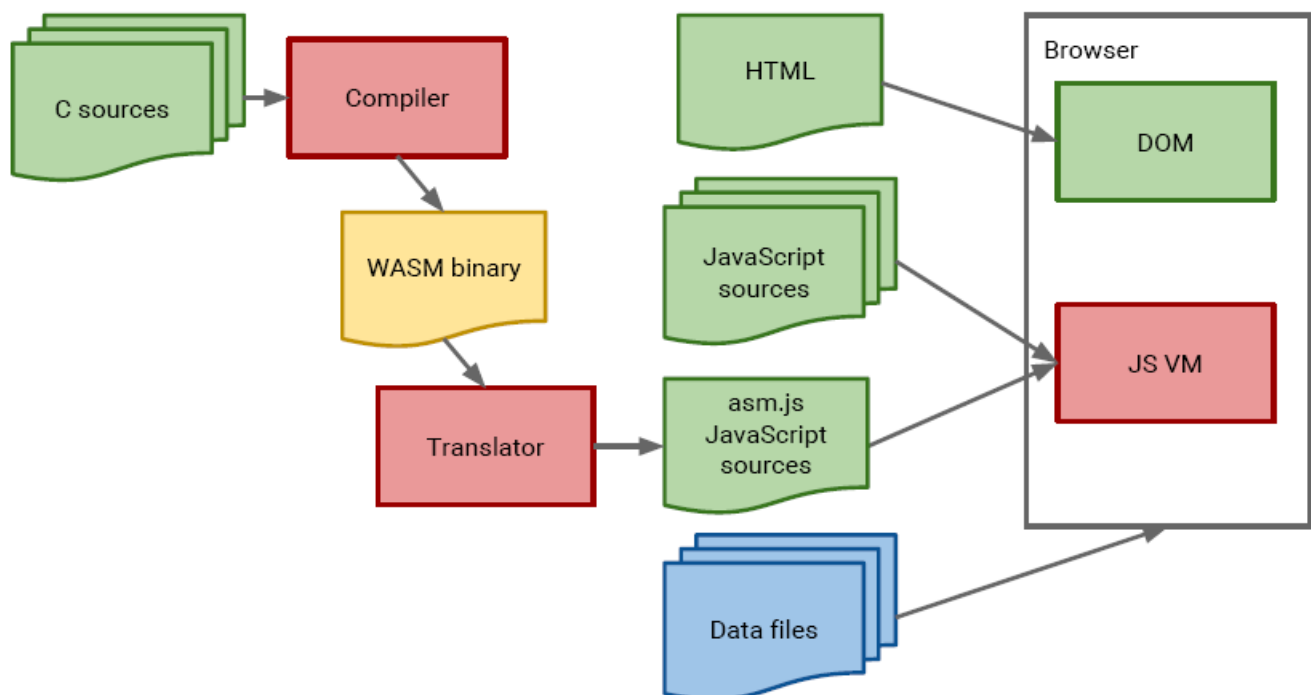 C sources
Compiler
WASM binary
Translator
HTML
JavaScript
sources
asm.js
JavaScript
sources
Data files
Browser
DOM
JS VM